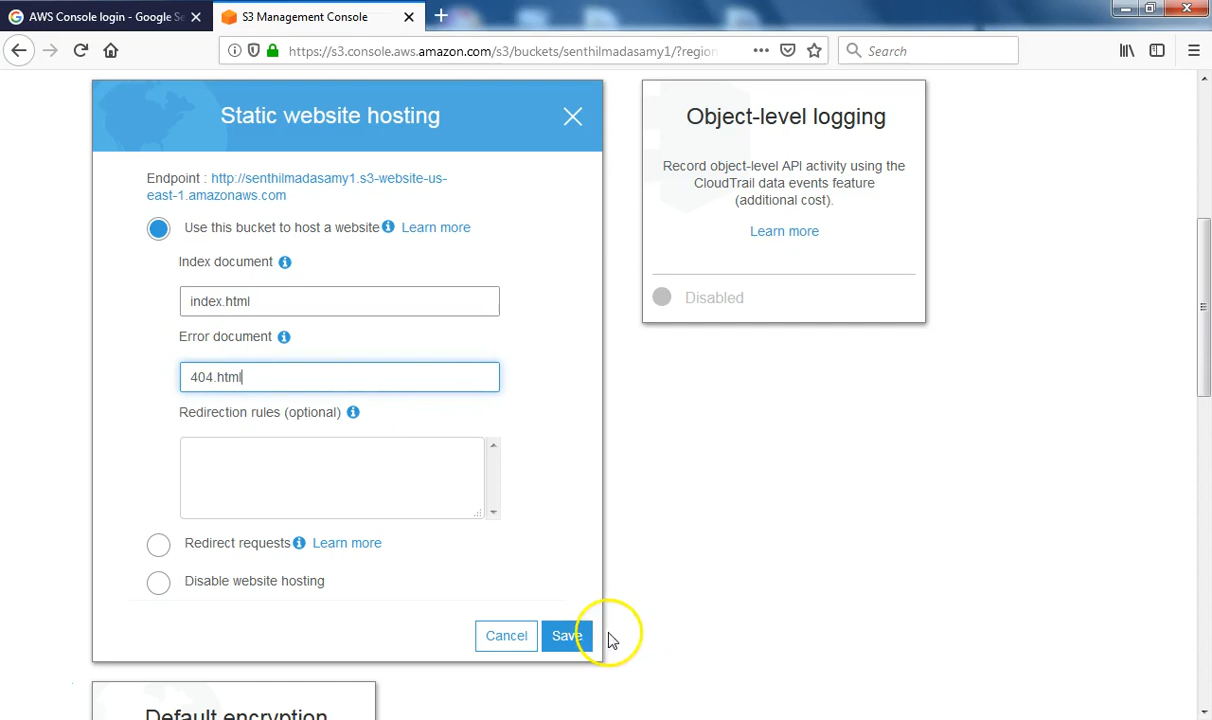 AWS Console login - Google Se
S3 Management Console
https://s3.console.aws.amazon.com/s3/buckets/senthilmadasamy1/?region
Search
Static website hosting
Endpoint : http://senthilmadasamy1.s3-website-us-
east-1.amazonaws.com
Use this bucket to host a website Learn more
Index document
index.html
Error document
404.html
Redirection rules (optional)
Redirect requests Learn more
Disable website hosting
Cancel Save
Object-level logging
Record object-level API activity using the
CloudTrail data events feature
(additional cost).
Learn more
Disabled
Default encryption